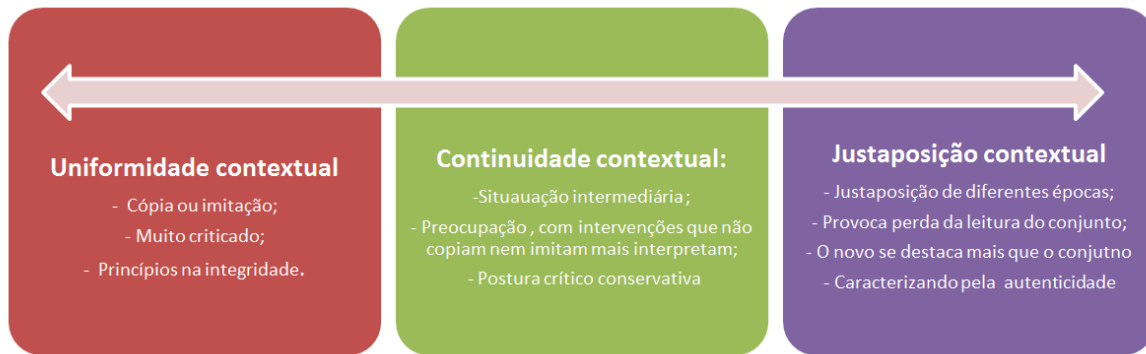 Uniformidade contextual
- Cópia ou imitação;
- Muito criticado;
- Princípios na integridade.
Continuidade contextual:
-Situauação intermediária;
- Preocupação , com intervenções que não
copiam nem imitam mais interpretam;
- Postura crítico conservativa
Justaposição contextual
- Justaposição de diferentes épocas;
- Provoca perda da leitura do conjunto;
- O novo se destaca mais que o conjutno
- Caracterizando pela autenticidade